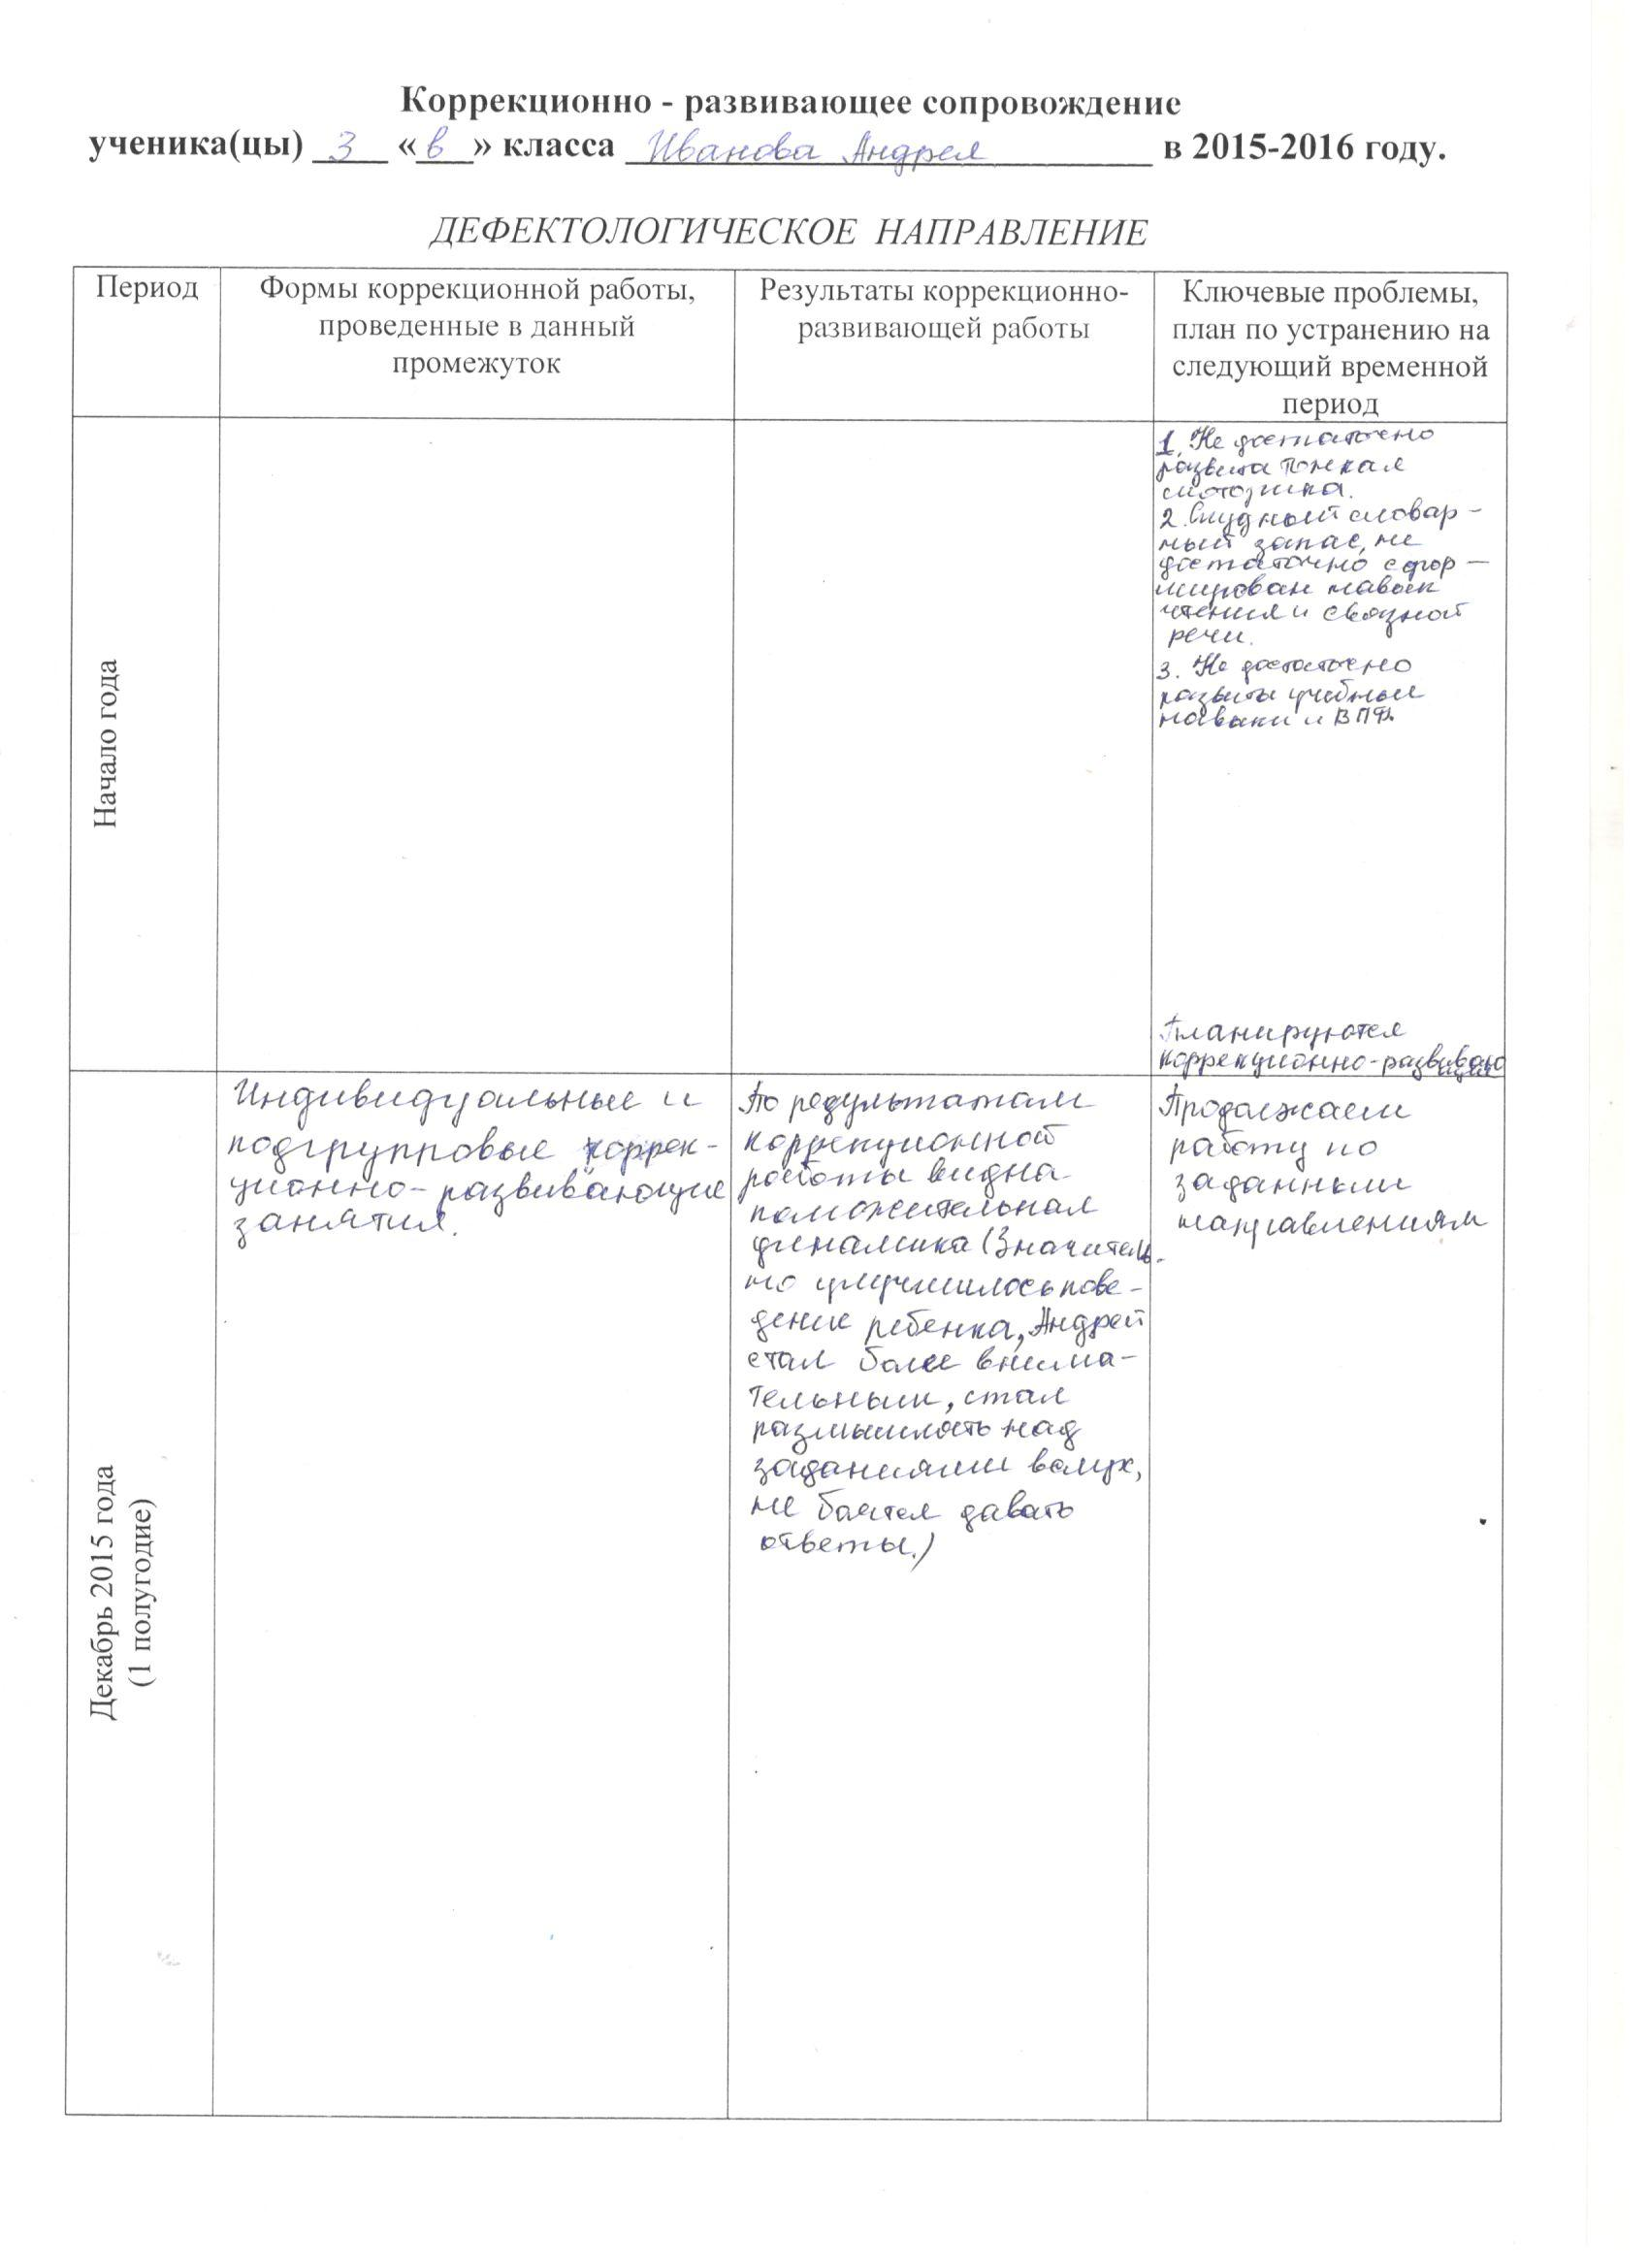 Коррекционно - развивающее сопровождение
ученика(цы) 3 «в» класса Иванова Андрея в 2015-2016 году.
ДЕФЕКТОЛОГИЧЕСКОЕ НАПРАВЛЕНИЕ
Период
Формы коррекционной работы,
проведенные в данный
промежуток
Результаты коррекционно-
развивающей работы
Ключевые проблемы,
план по устранению на
следующий временной
период
Начало года
1. Не достаточно
развита тонкая
моторика.
2. Скудный словар-
ный запас, не
достаточно сфор-
мирован навык
чтения и связной
речи.
3. Не достаточно
развиты учебные
навыки и ВПФ.
Планируются
коррекционно-развиваю
щие
Декабрь 2015 года
(1 полугодие)
Индивидуальные и
подгрупповые коррек-
ционно-развивающие
занятия.
По результатам
коррекционной
работы видна
положительная
динамика (Значитель-
но улучшилось пове-
дение ребенка, Андрей
стал более внима-
тельным, стал
размышлять над
заданиями вслух,
не боится давать
ответы.)
Продолжаем
работу по
заданным
направлениям